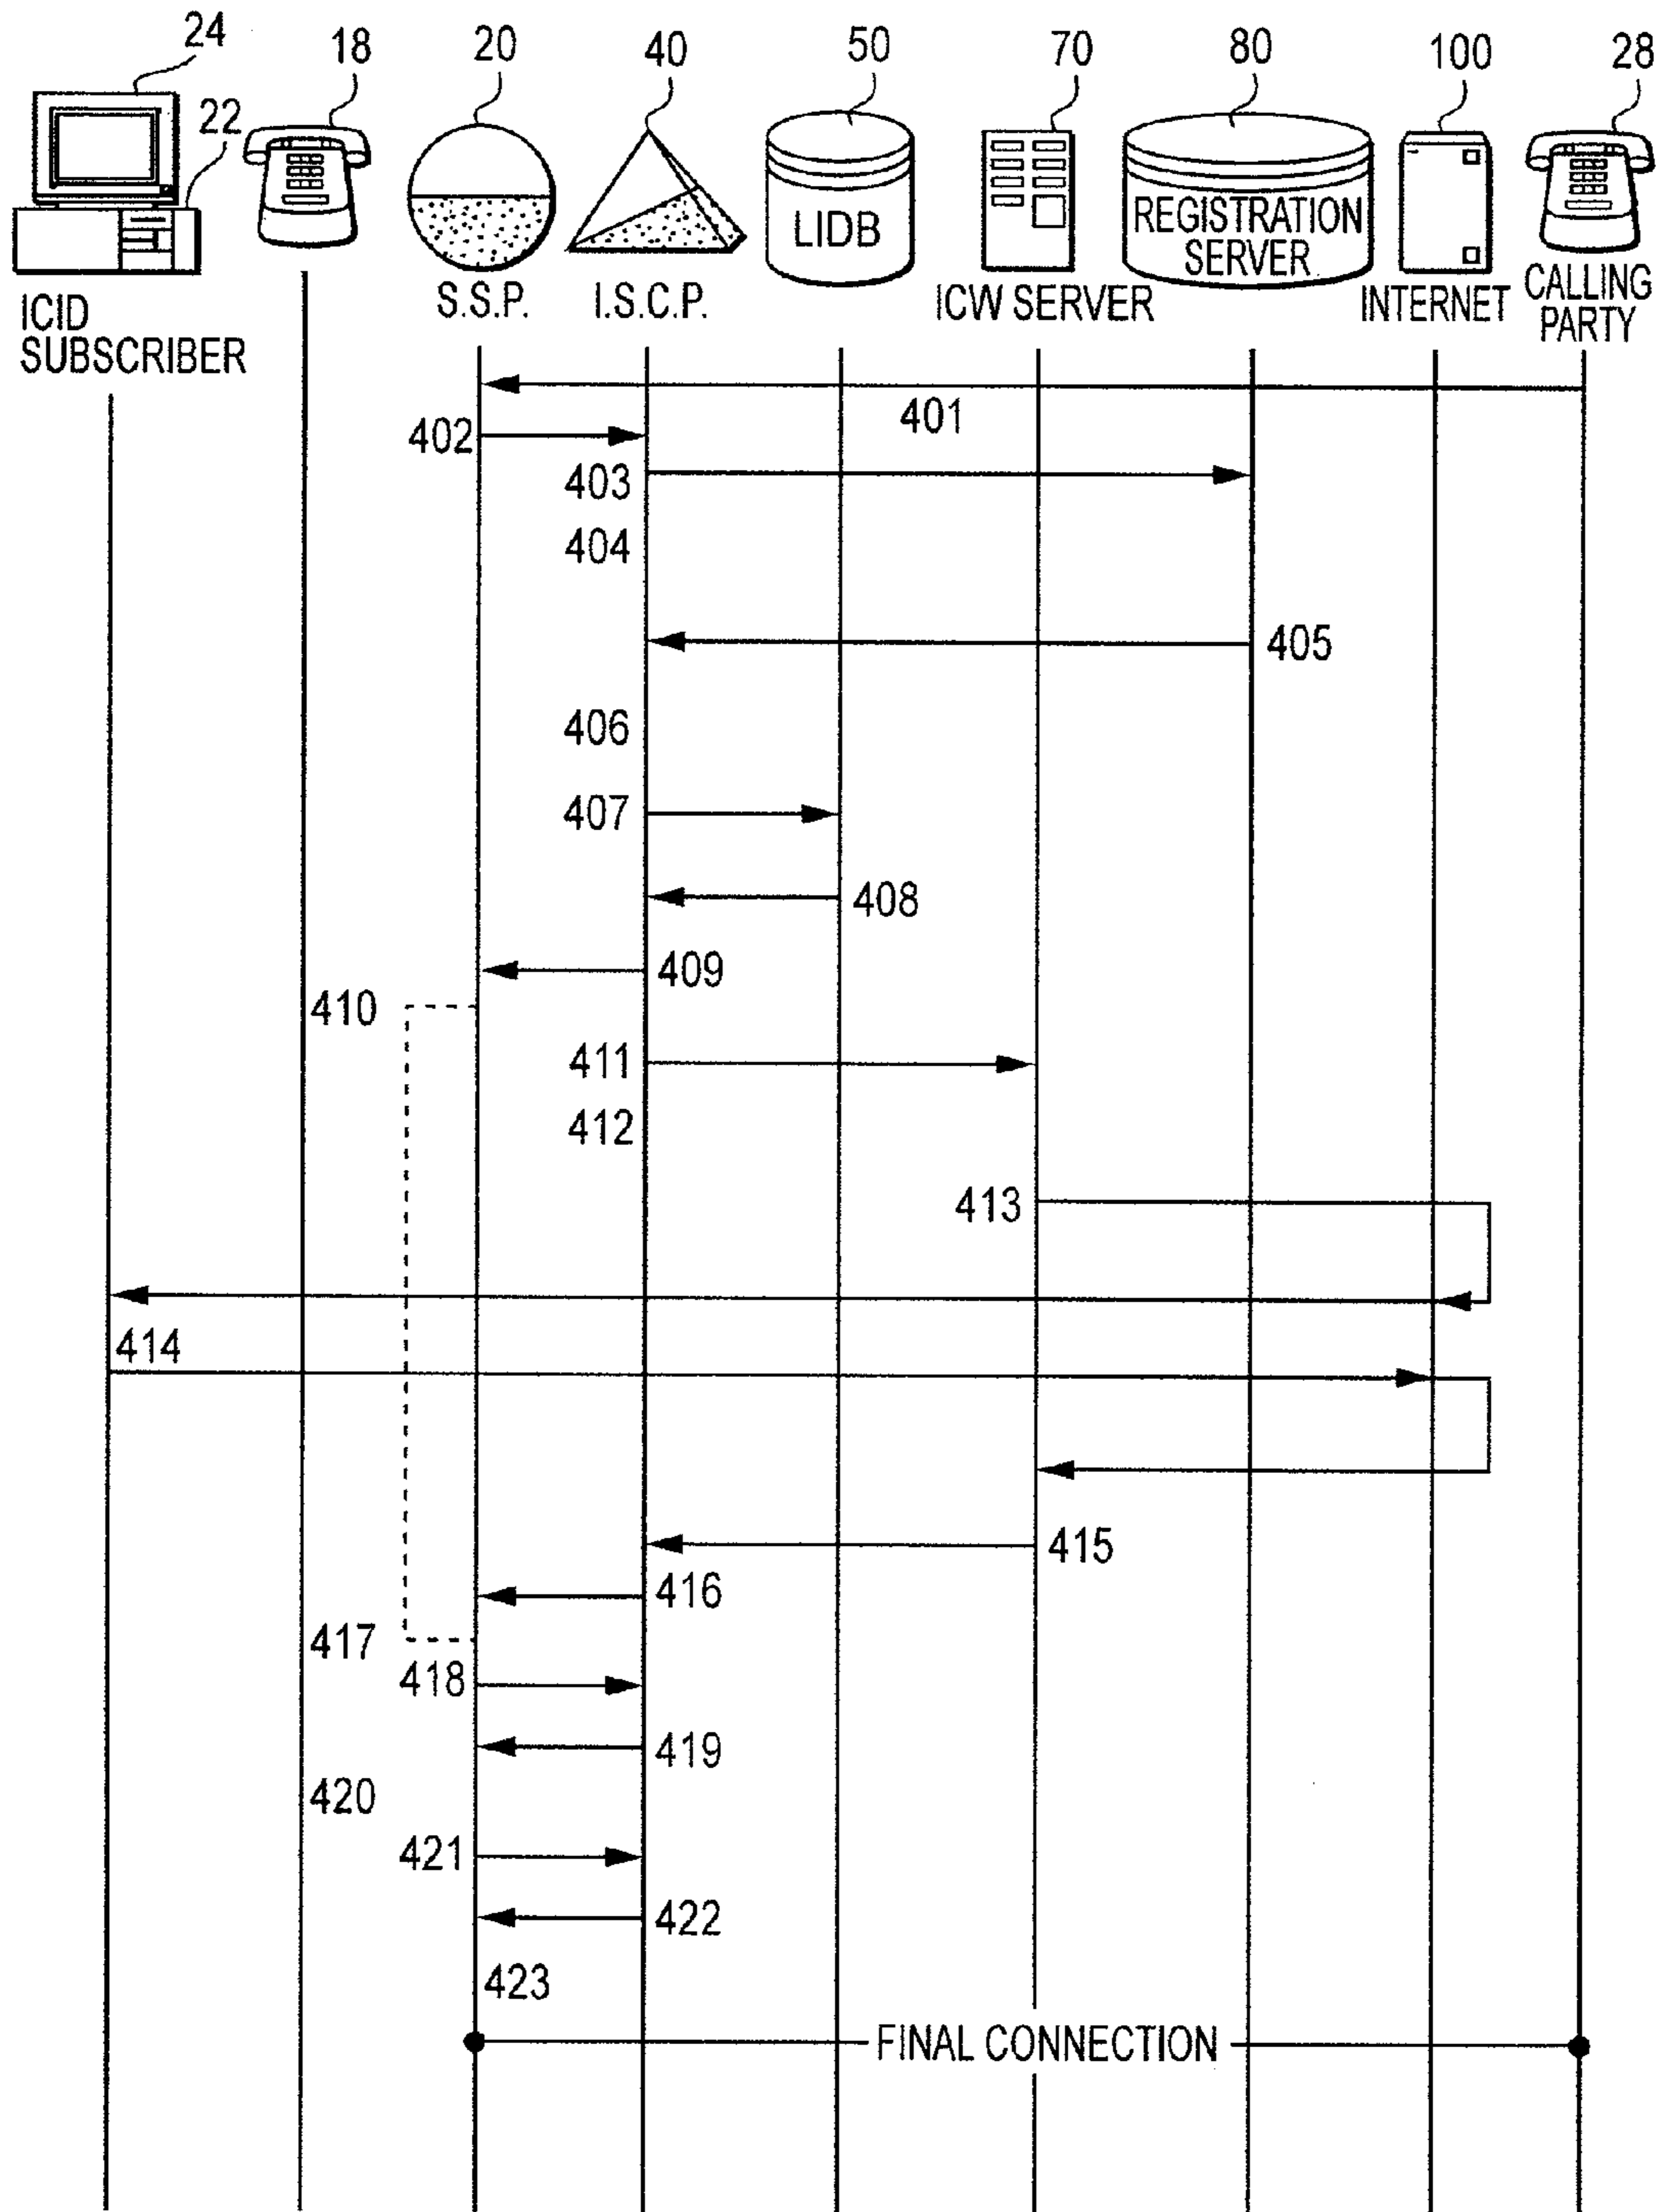 24
18
20
40
50
70
80
100
28
22
LIDB
REGISTRATION
SERVER
S.S.P.
I.S.C.P.
ICW SERVER
INTERNET
CALLING
PARTY
ICID
SUBSCRIBER
401
402
403
404
405
406
407
408
409
410
411
412
413
414
415
416
417
418
419
420
421
422
423
FINAL CONNECTION